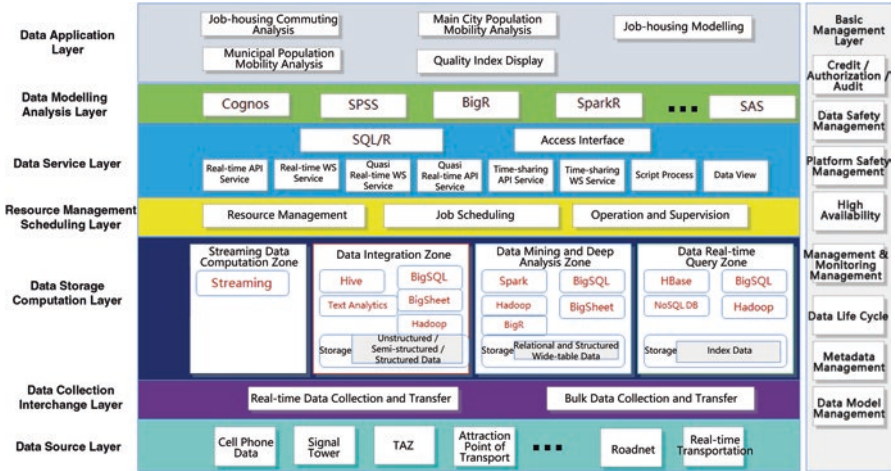 Data Application
Layer
Job-housing Commuting
Analysis
Main City Population
Mobility Analysis
Job-housing Modelling
Municipal Population
Mobility Analysis
Quality Index Display
Data Modelling
Analysis Layer
Cognos
SPSS
BigR
SparkR
...
SAS
Data Service Layer
SQL/R
Access Interface
Real-time API
Service
Real-time WS
Service
Quasi
Real-time WS
Service
Quasi
Real-time API
Service
Time-sharing
API Service
Time-sharing
WS Service
Script Process
Data View
Resource Management
Scheduling Layer
Resource Management
Job Scheduling
Operation and Supervision
Data Storage
Computation Layer
Streaming Data
Computation Zone
Streaming
Data Integration Zone
Hive
BigSQL
Text Analytics
BigSheet
Hadoop
Storage
Unstructured /
Semi-structured /
Structured Data
Data Mining and Deep
Analysis Zone
Spark
BigSQL
Hadoop
BigSheet
BigR
Storage
Relational and Structured
Wide-table Data
Data Real-time
Query Zone
HBase
BigSQL
NoSQL DB
Hadoop
Storage
Index Data
Data Collection
Interchange Layer
Real-time Data Collection and Transfer
Bulk Data Collection and Transfer
Data Source Layer
Cell Phone
Data
Signal
Tower
TAZ
Attraction
Point of
Transport
...
Roadnet
Real-time
Transportation
Basic
Management
Layer
Credit /
Authorization /
Audit
Data Safety
Management
Platform Safety
Management
High
Availability
Management &
Monitoring
Management
Data Life Cycle
Metadata
Management
Data Model
Management